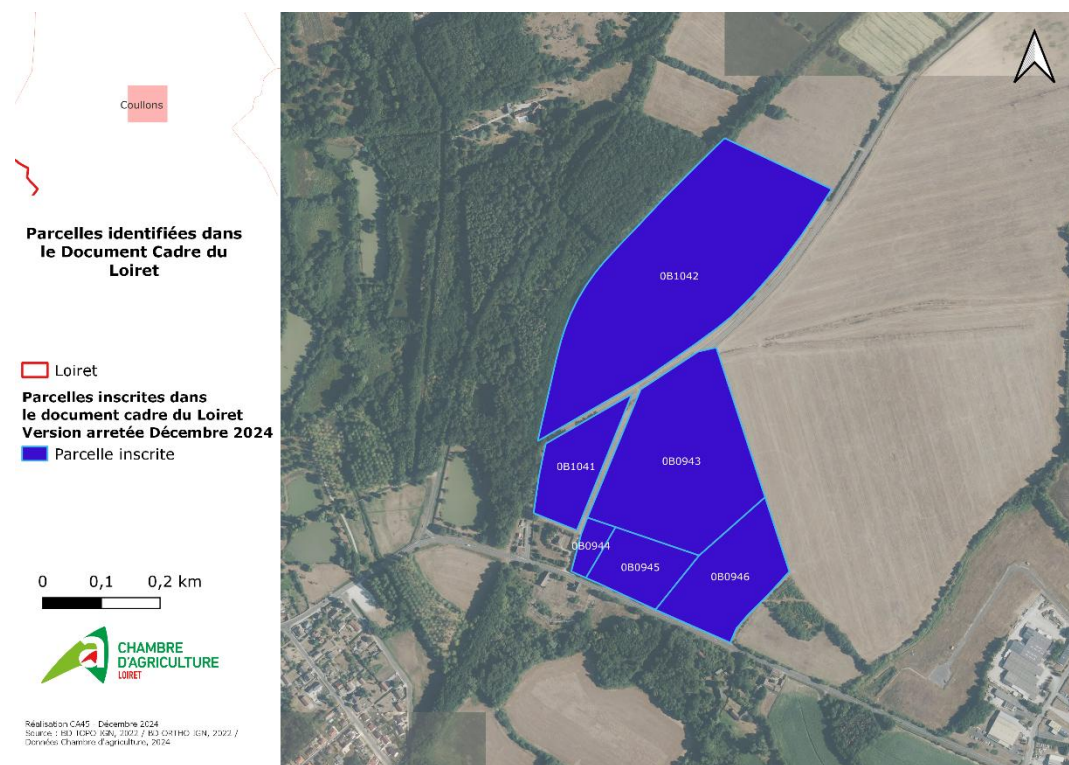 Coullons
Parcelles identifiées dans
le Document Cadre du
Loiret
Loiret
Parcelles inscrites dans
le document cadre du Loiret
Version arretée Décembre 2024
Parcelle inscrite
0 0,1 0,2 km
CHAMBRE
D'AGRICULTURE
LOIRET
Réalisation CA45 - Décembre 2024
Source : BD TOPO IGN, 2022 / BD ORTHO IGN, 2022 /
Données Chambre d'agriculture, 2024
0B1042
0B1041
0B0943
0B0944
0B0945
0B0946